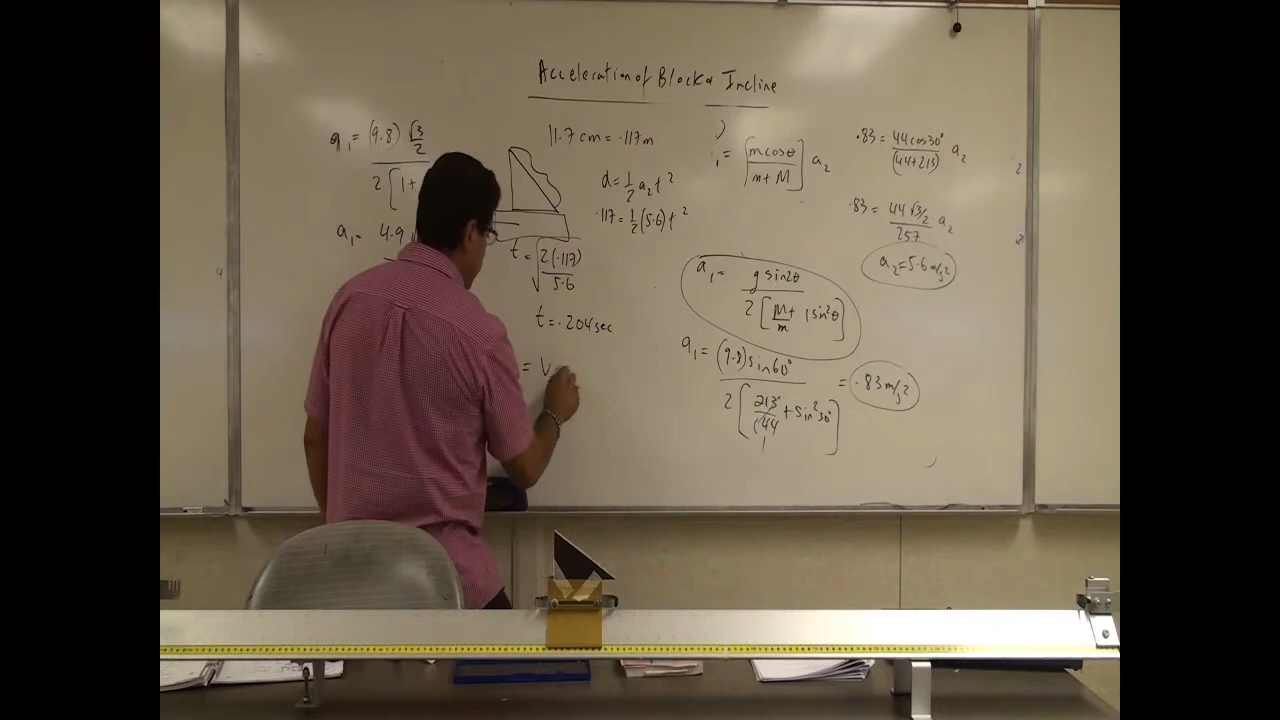 Acceleration of Block & Incline
a₁ = (9.8) √3/2
2[1+
a₁ = 4.9
11.7 cm = .117m
d = ½ a₂ t²
.117 = ½ (5.6) t²
t = √(2(.117)/5.6)
t = .204 sec
= V
₁ = [m cosθ / m + M] a₂
a₁ = g sin2θ / 2[M/m + sin²θ]
a₁ = (9.8) sin60° / 2[213/44 + sin²30°] = .83 m/s²
.83 = 44 cos30° / (44+213) a₂
.83 = 44 √3/2 / 257 a₂
a₂ = 5.6 m/s²